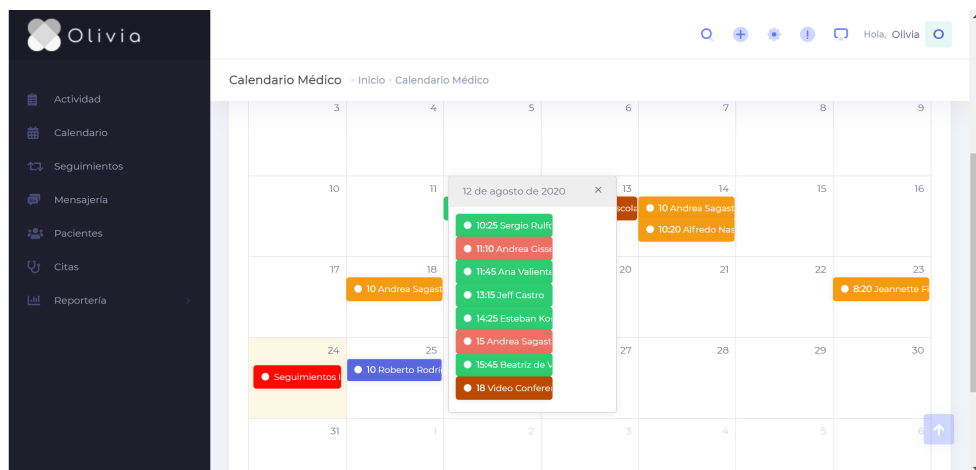 Olivia
Hola, Olivia O
Calendario Médico Inicio Calendario Médico
Actividad
Calendario
Seguimientos
Mensajería
Pacientes
Citas
Reportería
3 4 5 6 7 8 9
10 11 13 14 15 16
10 Andrea Sagast
10:20 Alfredo Nas
12 de agosto de 2020 ×
10:25 Sergio Rulfo
11:10 Andrea Gisse
11:45 Ana Valiente
13:15 Jeff Castro
14:25 Esteban Ko
15 Andrea Sagast
15:45 Beatriz de V
18 Video Confere
17 18 20 21 22 23
10 Andrea Sagast
8:20 Jeannette Fi
24 25 27 28 29 30
Seguimientos
10 Roberto Rodrí
31 1 2 3 4 5 6